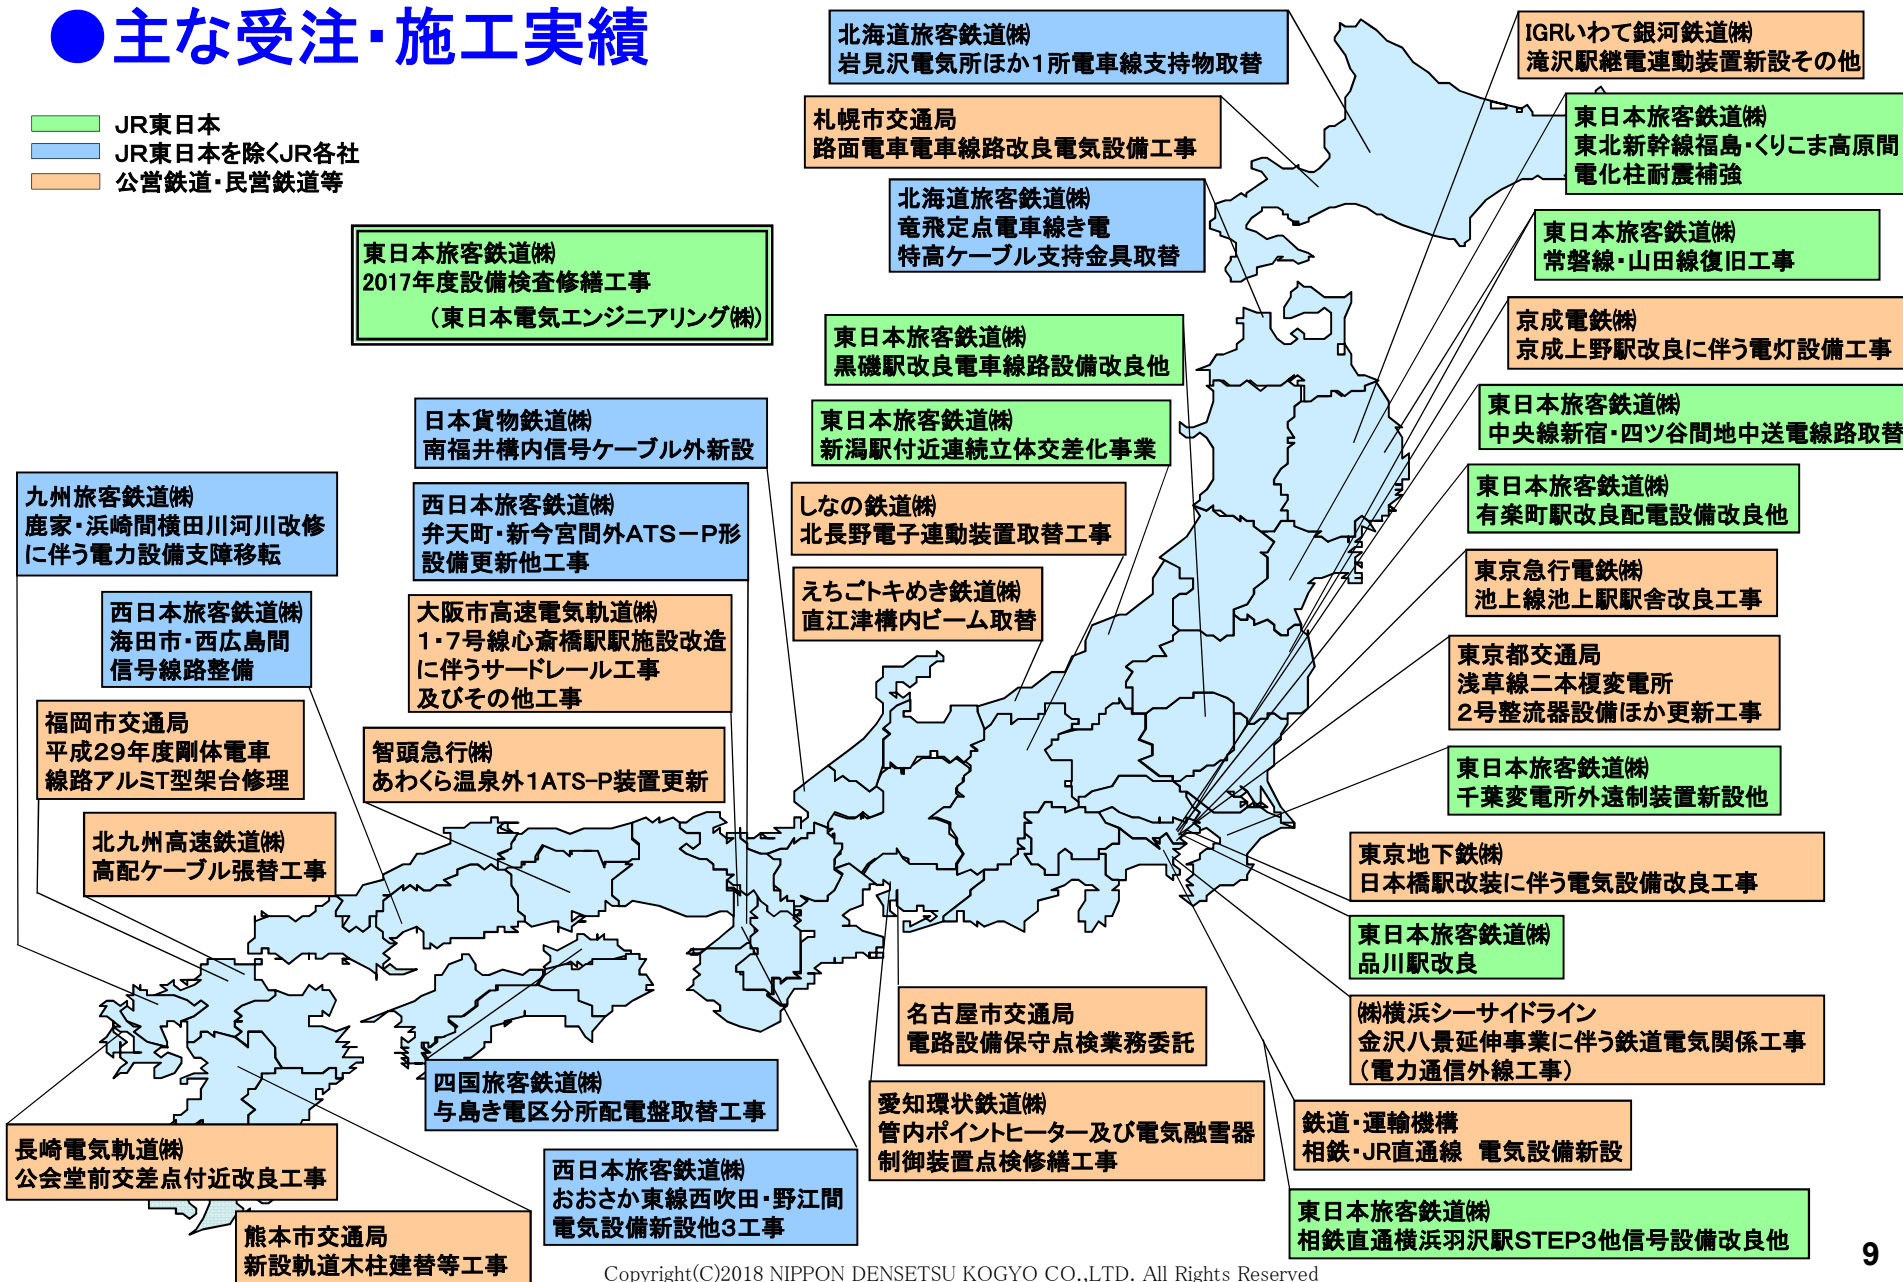 ●主な受注・施工実績
JR東日本
JR東日本を除くJR各社
公営鉄道・民営鉄道等
東日本旅客鉄道㈱
2017年度設備検査修繕工事
（東日本電気エンジニアリング㈱）
北海道旅客鉄道㈱
岩見沢電気所ほか１所電車線支持物取替
札幌市交通局
路面電車電車線路改良電気設備工事
北海道旅客鉄道㈱
竜飛定点電車線き電
特高ケーブル支持金具取替
東日本旅客鉄道㈱
黒磯駅改良電車線路設備改良他
東日本旅客鉄道㈱
新潟駅付近連続立体交差化事業
しなの鉄道㈱
北長野電子連動装置取替工事
えちごトキめき鉄道㈱
直江津構内ビーム取替
日本貨物鉄道㈱
南福井構内信号ケーブル外新設
西日本旅客鉄道㈱
弁天町・新今宮間外ATS－P形
設備更新他工事
大阪市高速電気軌道㈱
1・7号線心斎橋駅駅施設改造
に伴うサードレール工事
及びその他工事
智頭急行㈱
あわくら温泉外１ATS-P装置更新
九州旅客鉄道㈱
鹿家・浜崎間横田川河川改修
に伴う電力設備支障移転
西日本旅客鉄道㈱
海田市・西広島間
信号線路整備
福岡市交通局
平成２９年度剛体電車
線路アルミT型架台修理
北九州高速鉄道㈱
高配ケーブル張替工事
長崎電気軌道㈱
公会堂前交差点付近改良工事
熊本市交通局
新設軌道木柱建替等工事
四国旅客鉄道㈱
与島き電区分所配電盤取替工事
西日本旅客鉄道㈱
おおさか東線西吹田・野江間
電気設備新設他３工事
名古屋市交通局
電路設備保守点検業務委託
愛知環状鉄道㈱
管内ポイントヒーター及び電気融雪器
制御装置点検修繕工事
IGRいわて銀河鉄道㈱
滝沢駅継電連動装置新設その他
東日本旅客鉄道㈱
東北新幹線福島・くりこま高原間
電化柱耐震補強
東日本旅客鉄道㈱
常磐線・山田線復旧工事
京成電鉄㈱
京成上野駅改良に伴う電灯設備工事
東日本旅客鉄道㈱
中央線新宿・四ツ谷間地中送電線路取替
東日本旅客鉄道㈱
有楽町駅改良配電設備改良他
東京急行電鉄㈱
池上線池上駅駅舎改良工事
東京都交通局
浅草線二本榎変電所
２号整流器設備ほか更新工事
東日本旅客鉄道㈱
千葉変電所外遠制装置新設他
東京地下鉄㈱
日本橋駅改装に伴う電気設備改良工事
東日本旅客鉄道㈱
品川駅改良
㈱横浜シーサイドライン
金沢八景延伸事業に伴う鉄道電気関係工事
（電力通信外線工事）
鉄道・運輸機構
相鉄・JR直通線　電気設備新設
東日本旅客鉄道㈱
相鉄直通横浜羽沢駅STEP３他信号設備改良他
Copyright(C)2018 NIPPON DENSETSU KOGYO CO.,LTD. All Rights Reserved
9